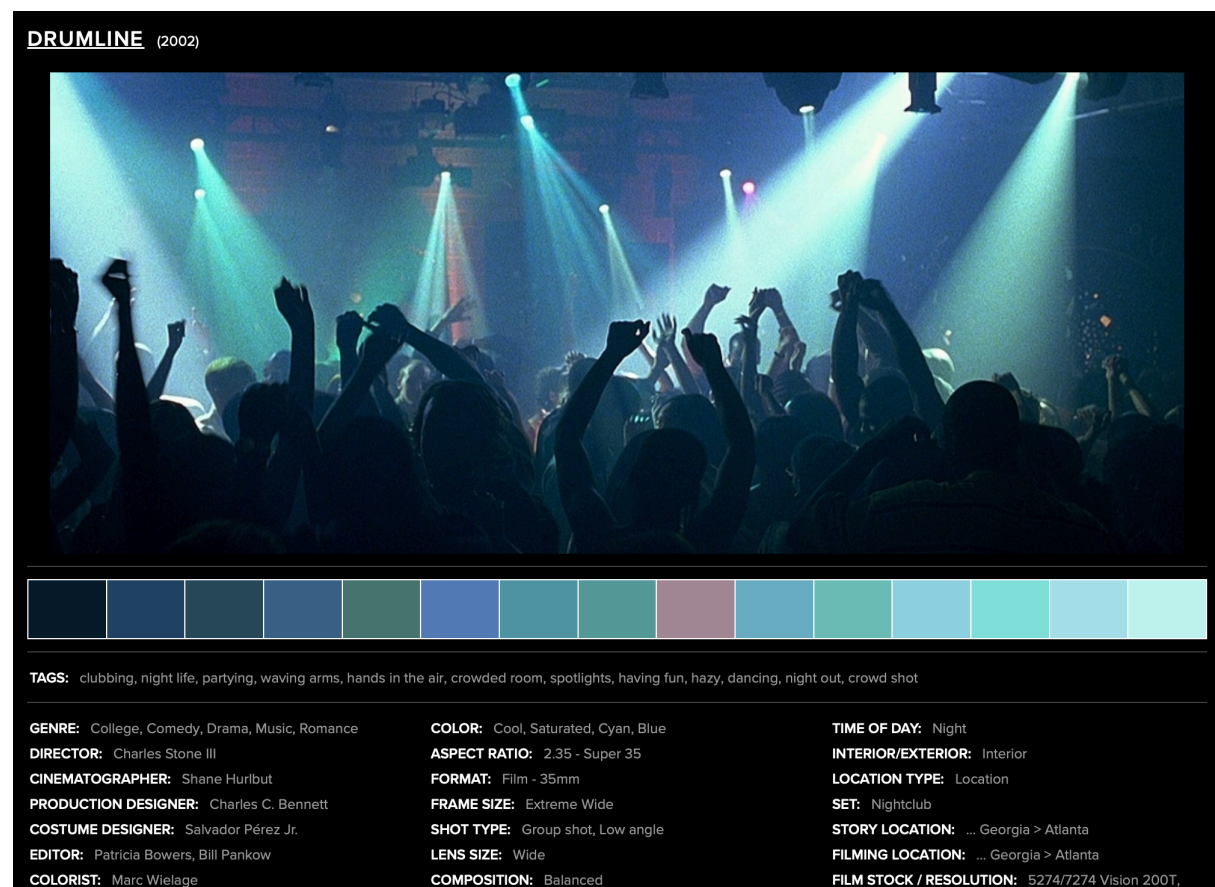 DRUMLINE (2002)
TAGS: clubbing, night life, partying, waving arms, hands in the air, crowded room, spotlights, having fun, hazy, dancing, night out, crowd shot
GENRE: College, Comedy, Drama, Music, Romance
DIRECTOR: Charles Stone III
CINEMATOGRAPHER: Shane Hurlbut
PRODUCTION DESIGNER: Charles C. Bennett
COSTUME DESIGNER: Salvador Pérez Jr.
EDITOR: Patricia Bowers, Bill Pankow
COLORIST: Marc Wielage
COLOR: Cool, Saturated, Cyan, Blue
ASPECT RATIO: 2.35 - Super 35
FORMAT: Film - 35mm
FRAME SIZE: Extreme Wide
SHOT TYPE: Group shot, Low angle
LENS SIZE: Wide
COMPOSITION: Balanced
TIME OF DAY: Night
INTERIOR/EXTERIOR: Interior
LOCATION TYPE: Location
SET: Nightclub
STORY LOCATION: ... Georgia > Atlanta
FILMING LOCATION: ... Georgia > Atlanta
FILM STOCK / RESOLUTION: 5274/7274 Vision 200T,